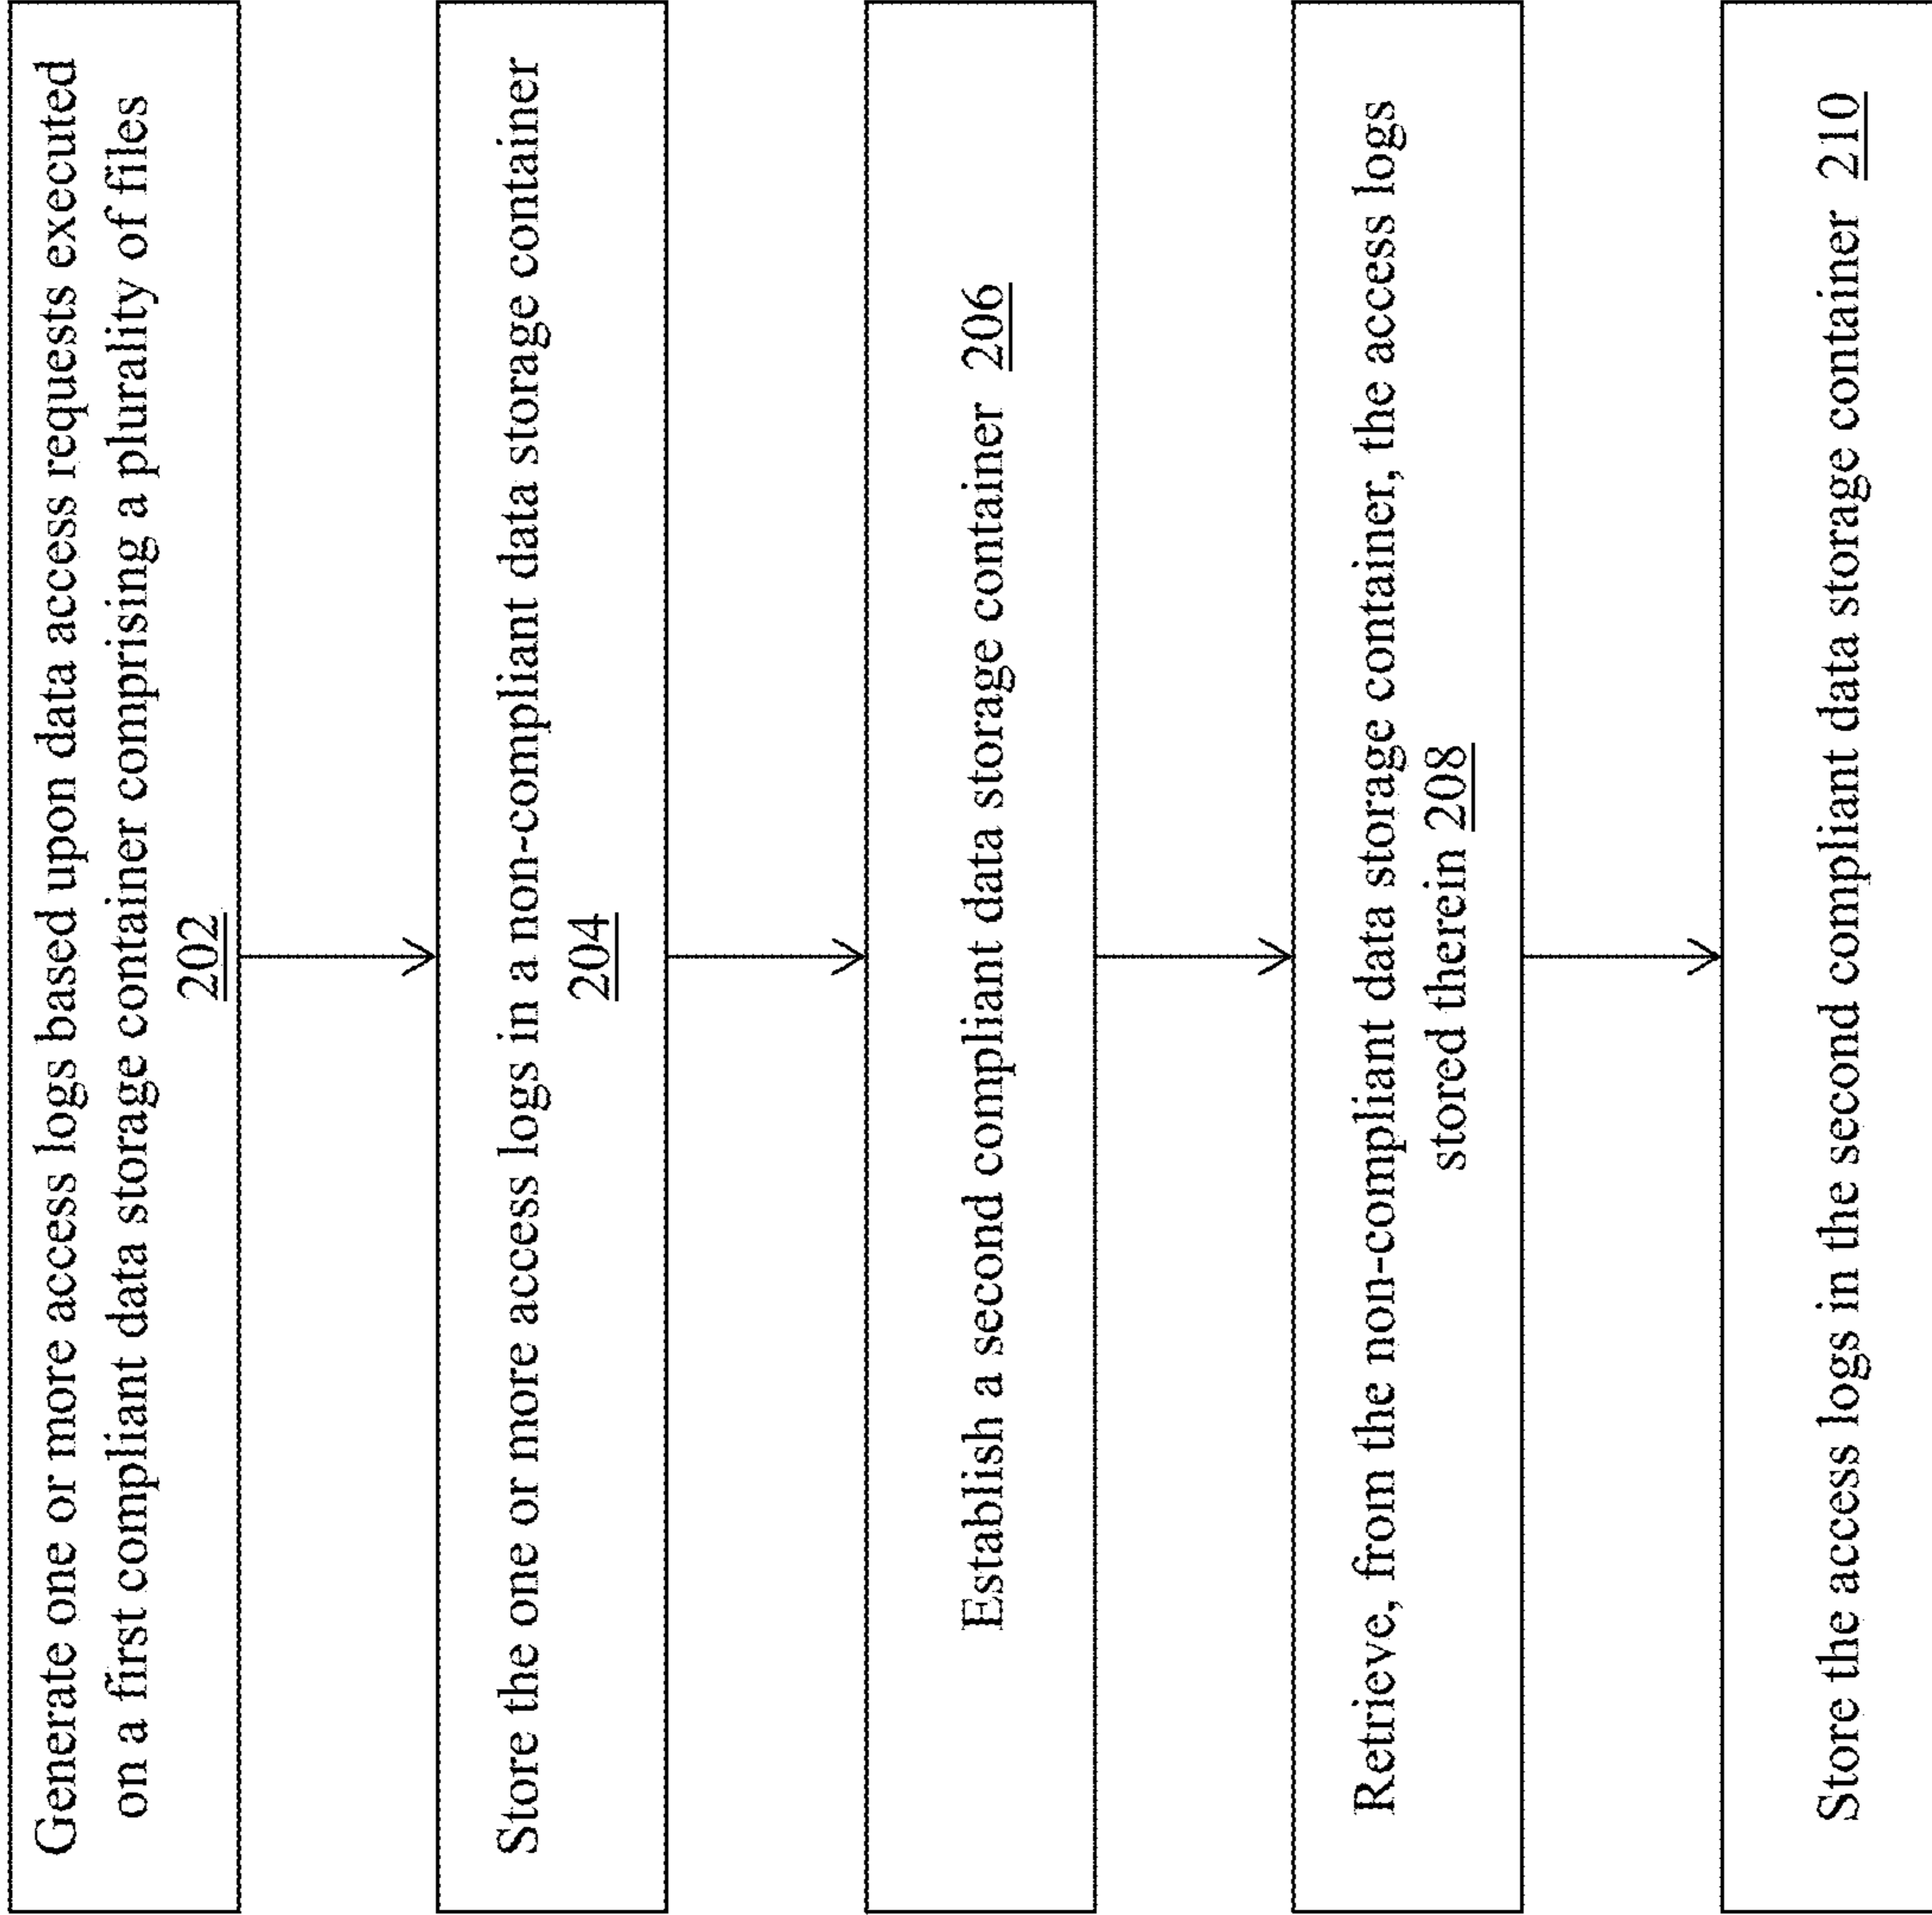 Generate one or more access logs based upon data access requests executed
on a first compliant data storage container comprising a plurality of files
202
Store the one or more access logs in a non-compliant data storage container
204
Establish a second compliant data storage container 206
Retrieve, from the non-compliant data storage container, the access logs
stored therein 208
Store the access logs in the second compliant data storage container 210